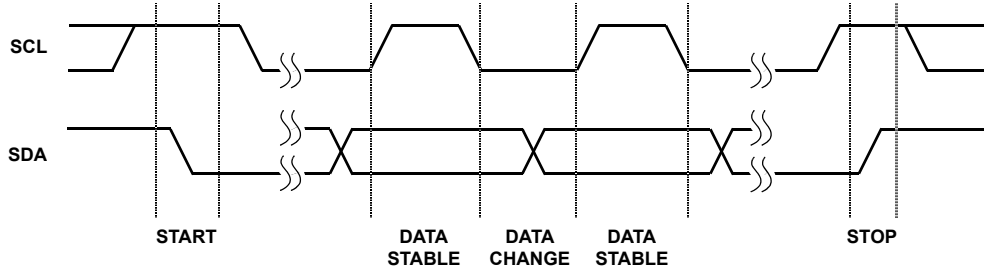 SCL
SDA
START
DATA
STABLE
DATA
CHANGE
DATA
STABLE
STOP